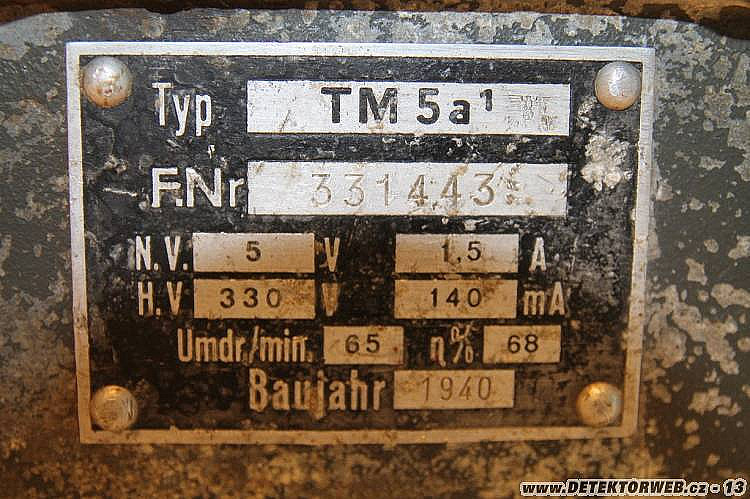 Typ TM 5a¹
F.Nr 331443
N.V. 5 V 1,5 A
H.V 330 V 140 mA
Umdr/min. 65 η% 68
Baujahr 1940
www.DETEKTORWEB.cz - 13